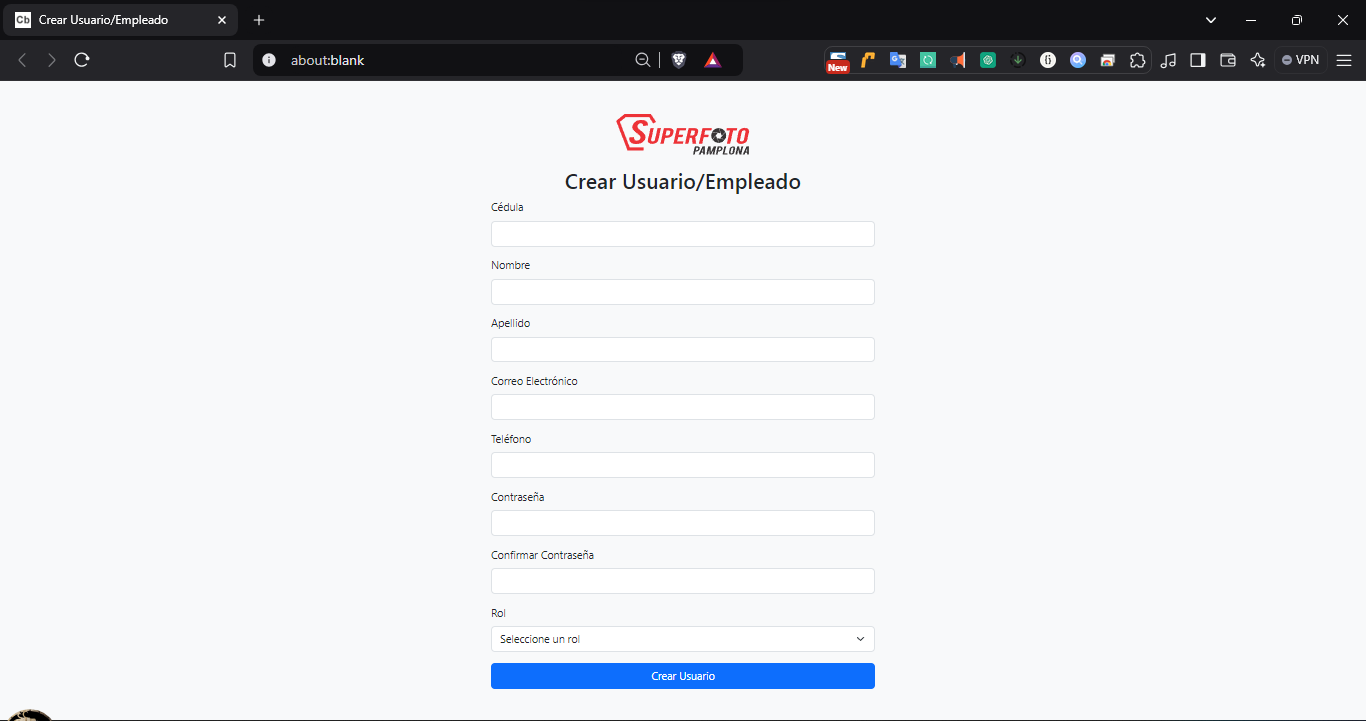 Cb Crear Usuario/Empleado
about:blank
New
VPN
SUPERFOTO
PAMPLONA
Crear Usuario/Empleado
Cédula
Nombre
Apellido
Correo Electrónico
Teléfono
Contraseña
Confirmar Contraseña
Rol
Seleccione un rol
Crear Usuario